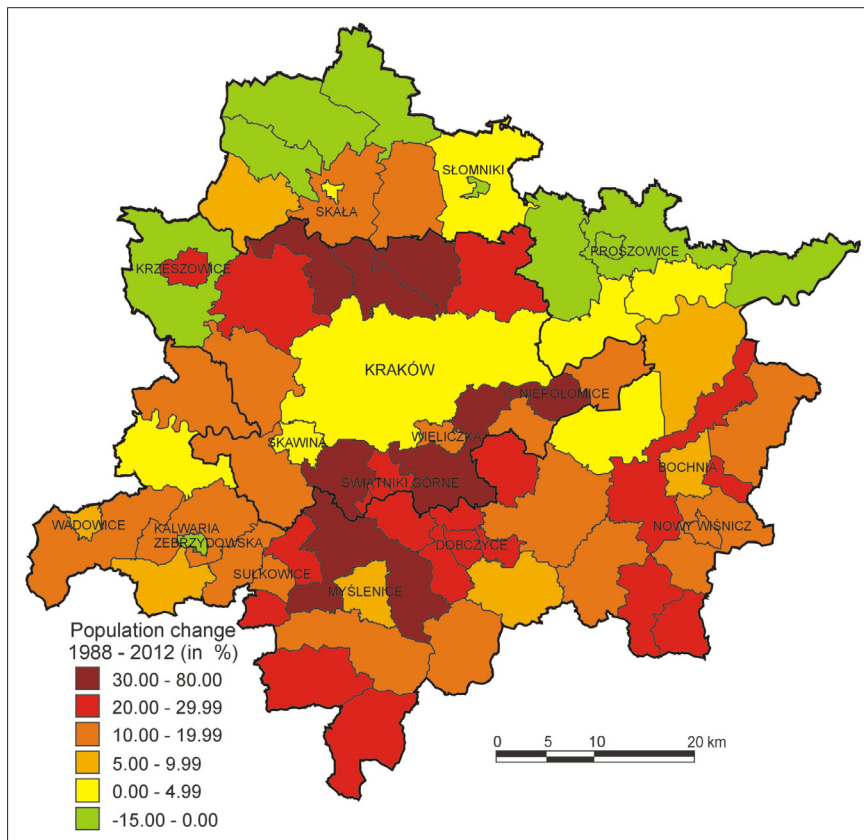 SŁOMNIKI
SKAŁA
PROSZOWICE
KRZESZOWICE
KRAKÓW
NIEPOŁOMICE
WIELICZKA
SKAWINA
BOCHNIA
ŚWIĄTNIKI GÓRNE
WADOWICE
KALWARIA
ZEBRZYDOWSKA
NOWY WIŚNICZ
DOBCZYCE
SUŁKOWICE
MYŚLENICE
Population change
1988 - 2012 (in %)
30.00 - 80.00
20.00 - 29.99
10.00 - 19.99
5.00 - 9.99
0.00 - 4.99
-15.00 - 0.00
0 5 10 20 km